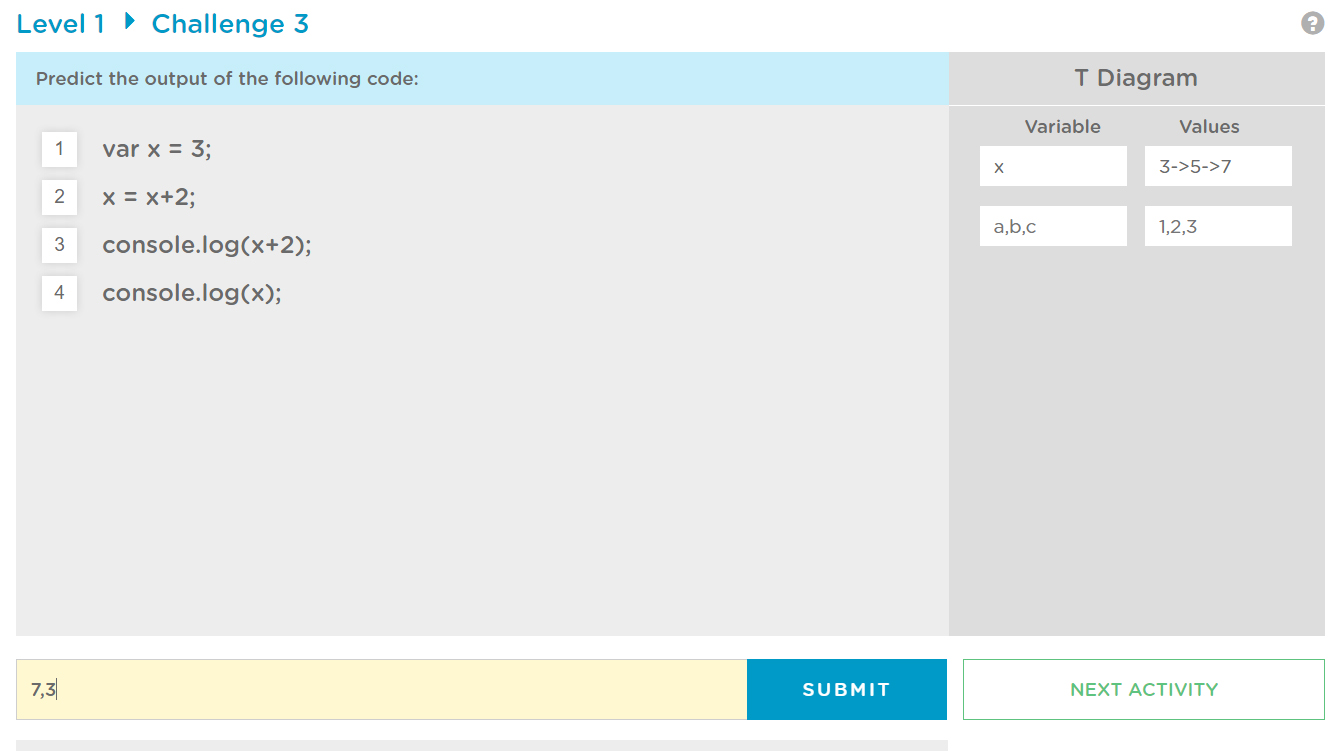 Level 1 Challenge 3
?
Predict the output of the following code:
1 var x = 3;
2 x = x+2;
3 console.log(x+2);
4 console.log(x);
T Diagram
Variable Values
x 3->5->7
a,b,c 1,2,3
7,3
SUBMIT
NEXT ACTIVITY